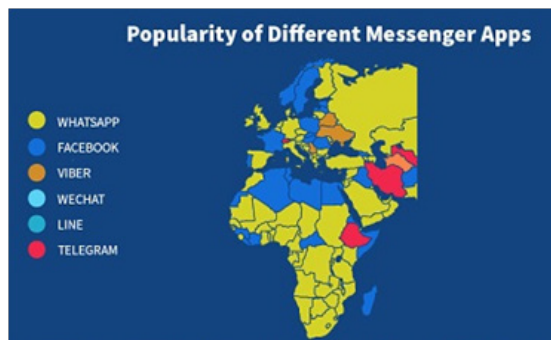 Popularity of Different Messenger Apps
WHATSAPP
FACEBOOK
VIBER
WECHAT
LINE
TELEGRAM